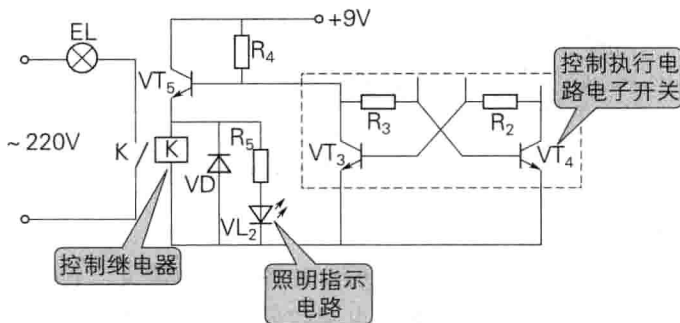 EL
+9V
R4
VT5
控制执行电
路电子开关
R3
R2
~220V
K
K
R5
VT3
VT4
VD
VL2
控制继电器
照明指示
电路